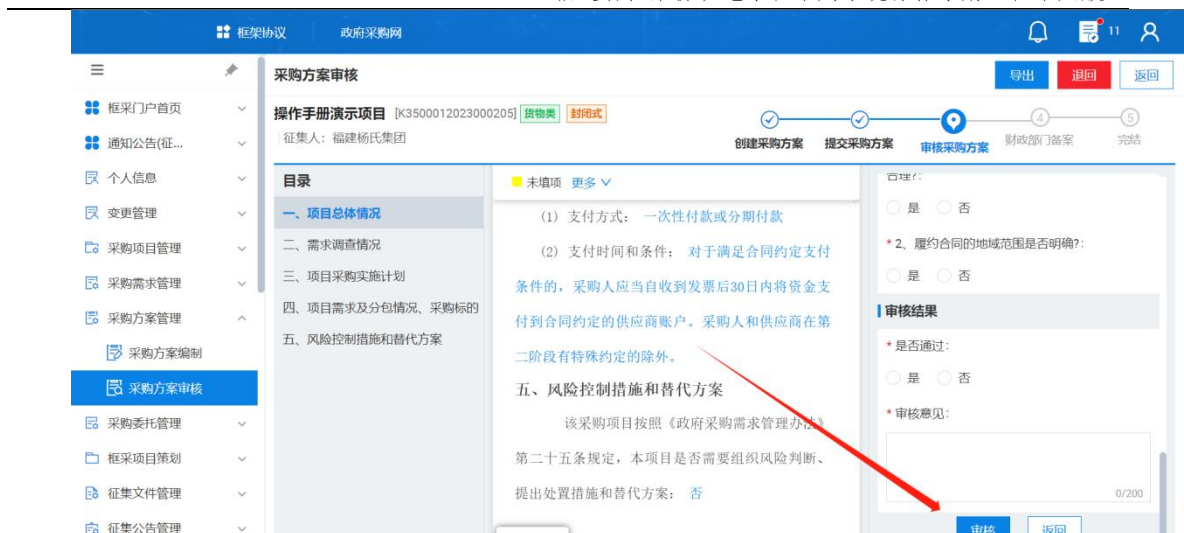 框架协议 政府采购网 11
采购方案审核 导出 退回 返回
操作手册演示项目 [K3500012023000205] 货物类 封闭式
征集人：福建杨氏集团
创建采购方案 提交采购方案 审核采购方案 4 财政部门备案 5 完结
框采门户首页
通知公告(征...
个人信息
变更管理
采购项目管理
采购需求管理
采购方案管理
采购方案编制
采购方案审核
采购委托管理
框采项目策划
征集文件管理
征集公告管理
目录
一、项目总体情况
二、需求调查情况
三、项目采购实施计划
四、项目需求及分包情况、采购标的
五、风险控制措施和替代方案
未填项 更多
(1) 支付方式： 一次性付款或分期付款
(2) 支付时间和条件： 对于满足合同约定支付
条件的，采购人应当自收到发票后30日内将资金支
付到合同约定的供应商账户。采购人和供应商在第
二阶段有特殊约定的除外。
五、风险控制措施和替代方案
该采购项目按照《政府采购需求管理办法》
第二十五条规定，本项目是否需要组织风险判断、
提出处置措施和替代方案： 否
合理?:
是 否
* 2、履约合同的地域范围是否明确?:
是 否
审核结果
* 是否通过:
是 否
* 审核意见:
0/200
审核 返回